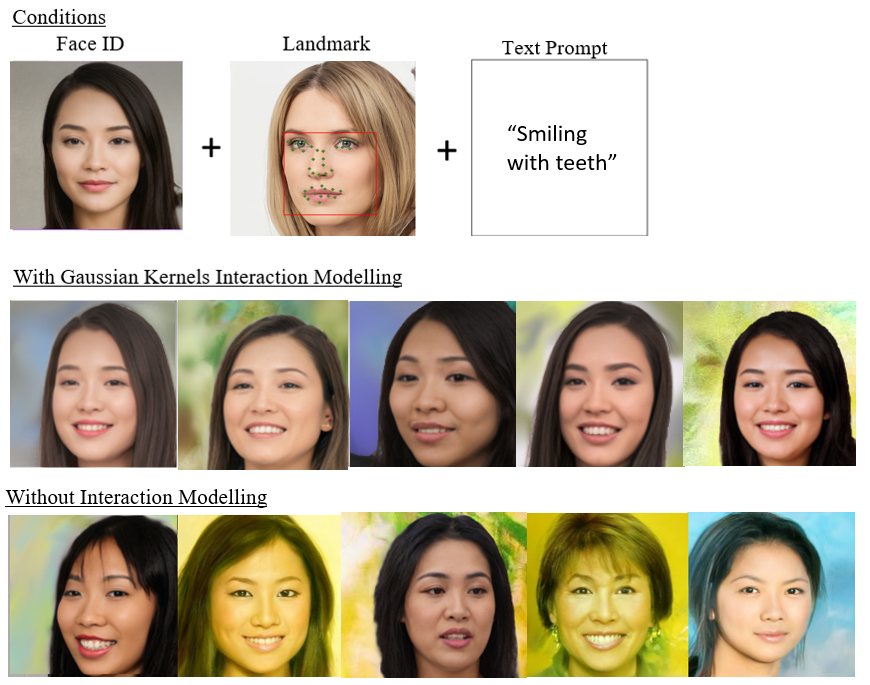 Conditions
Face ID
Landmark
Text Prompt
+
+
“Smiling
with teeth”
With Gaussian Kernels Interaction Modelling
Without Interaction Modelling